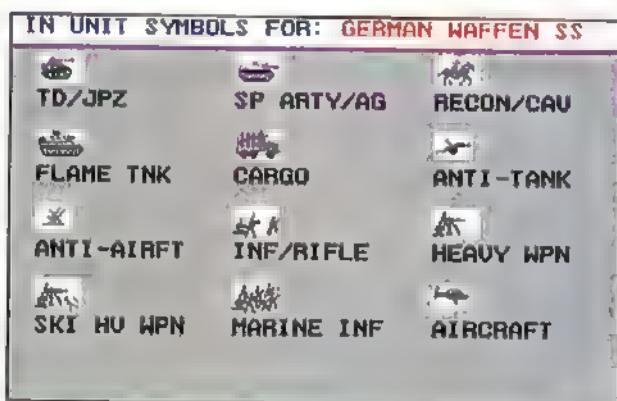 IN UNIT SYMBOLS FOR: GERMAN WAFFEN SS
TD/JPZ SP ARTY/AG RECON/CAV
FLAME TNK CARGO ANTI-TANK
ANTI-AIRFT INF/RIFLE HEAVY WPN
SKI HV WPN MARINE INF AIRCRAFT